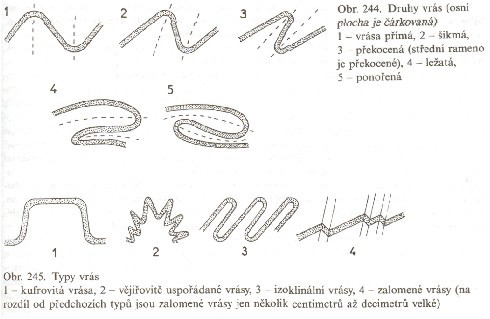 1
2
3
Obr. 244. Druhy vrás (osní
plocha je čárkovaná)
1 – vrása přímá, 2 – šikmá,
3 – překocená (střední rameno
je překocené), 4 – ležatá,
5 – ponořená
4
5
1
2
3
4
Obr. 245. Typy vrás
1 – kufrovitá vrása, 2 – vějířovitě uspořádané vrásy, 3 – izoklinální vrásy, 4 – zalomené vrásy (na
rozdíl od předchozích typů jsou zalomené vrásy jen několik centimetrů až decimetrů velké)